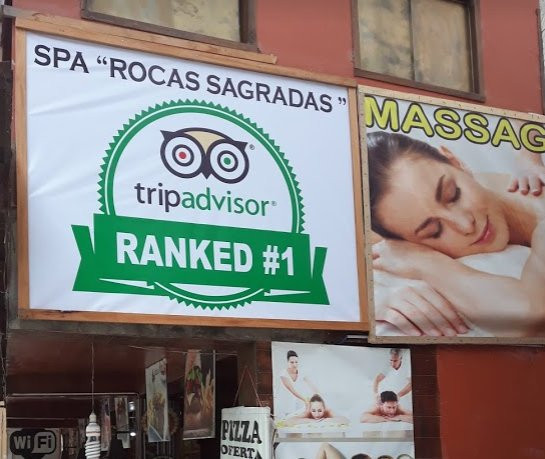 SPA “ROCAS SAGRADAS”
tripadvisor®
RANKED #1
MASSAG
PIZZA
OFERTA
WiFi